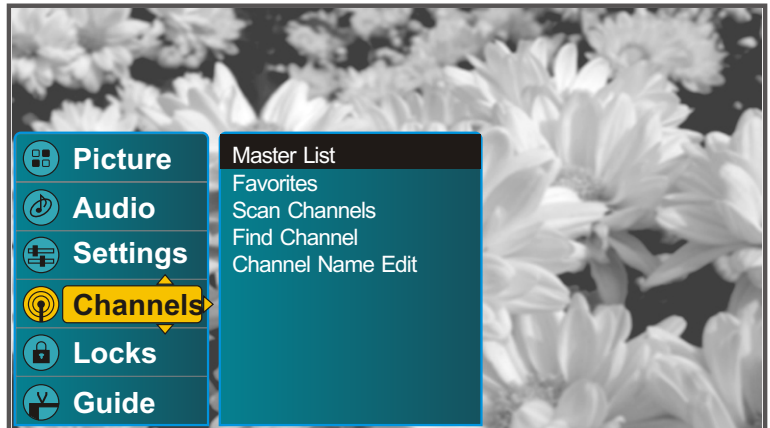 Picture
Audio
Settings
Channels
Locks
Guide
Master List
Favorites
Scan Channels
Find Channel
Channel Name Edit